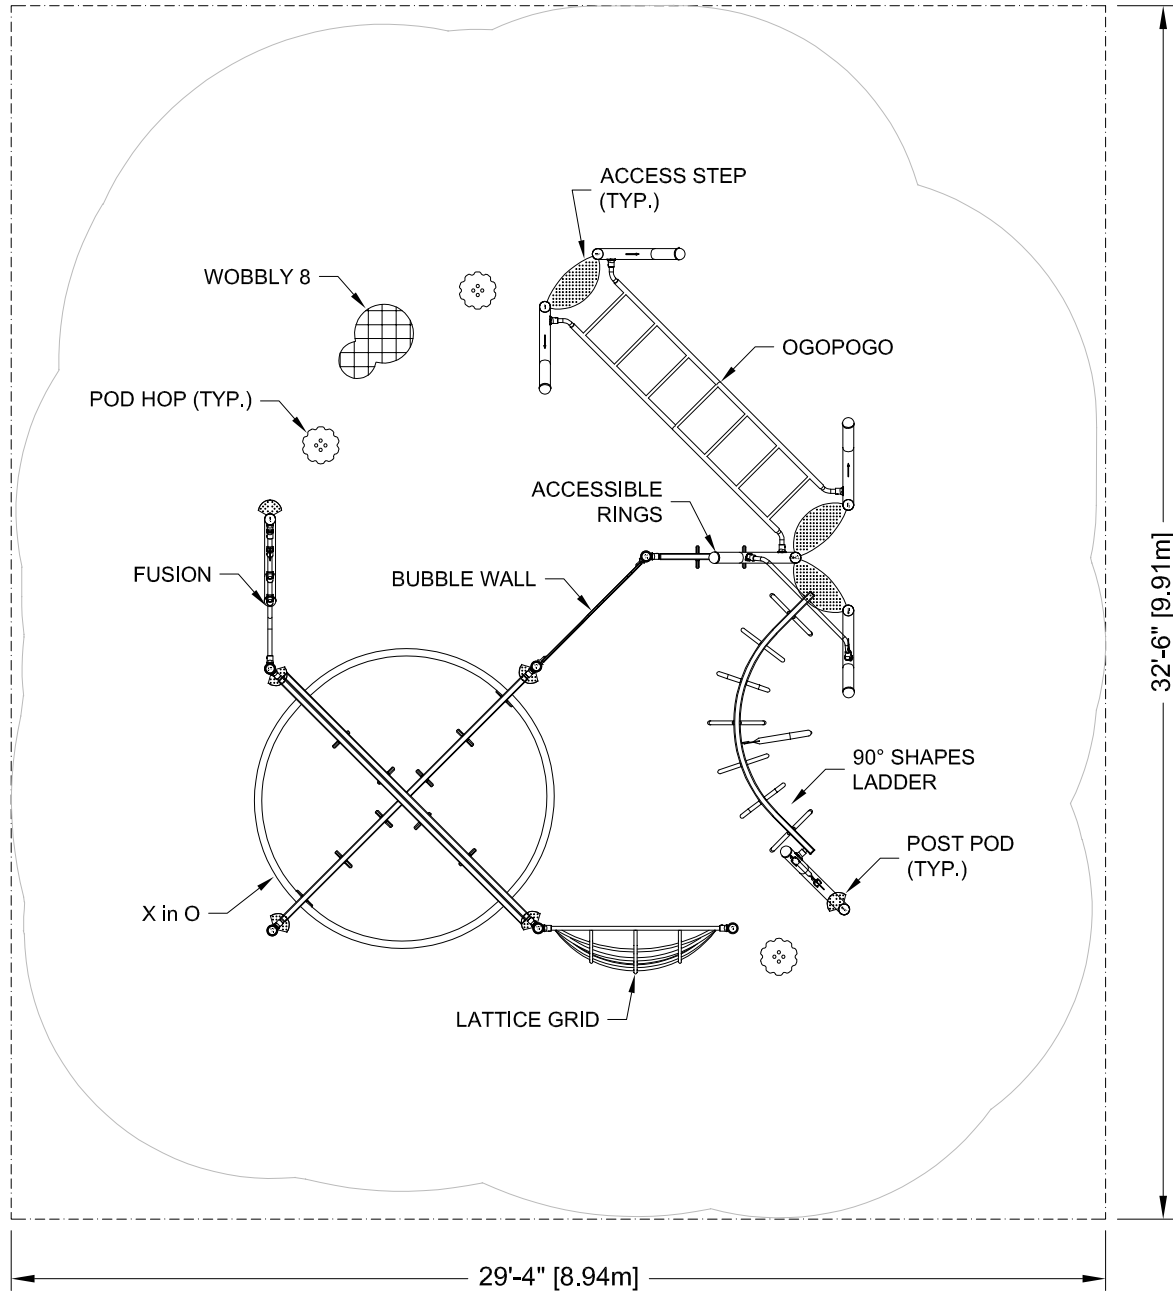 ACCESS STEP
(TYP.)
WOBBLY 8
OGOPOGO
POD HOP (TYP.)
ACCESSIBLE
RINGS
FUSION
BUBBLE WALL
32'-6" [9.91m]
90° SHAPES
LADDER
POST POD
(TYP.)
X in O
LATTICE GRID
29'-4" [8.94m]